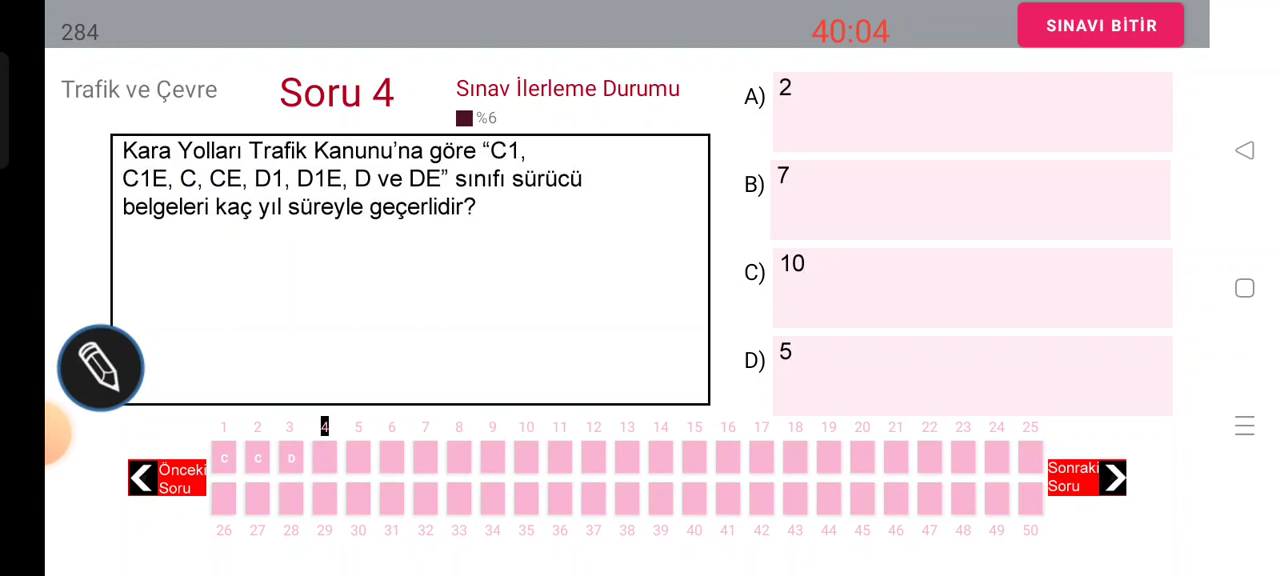 284
40:04
SINAVI BİTİR
Trafik ve Çevre
Soru 4
Sınav İlerleme Durumu
%6
Kara Yolları Trafik Kanunu’na göre “C1,
C1E, C, CE, D1, D1E, D ve DE” sınıfı sürücü
belgeleri kaç yıl süreyle geçerlidir?
A) 2
B) 7
C) 10
D) 5
1 2 3 4 5 6 7 8 9 10 11 12 13 14 15 16 17 18 19 20 21 22 23 24 25
C C D
Önceki
Soru
Sonraki
Soru
26 27 28 29 30 31 32 33 34 35 36 37 38 39 40 41 42 43 44 45 46 47 48 49 50